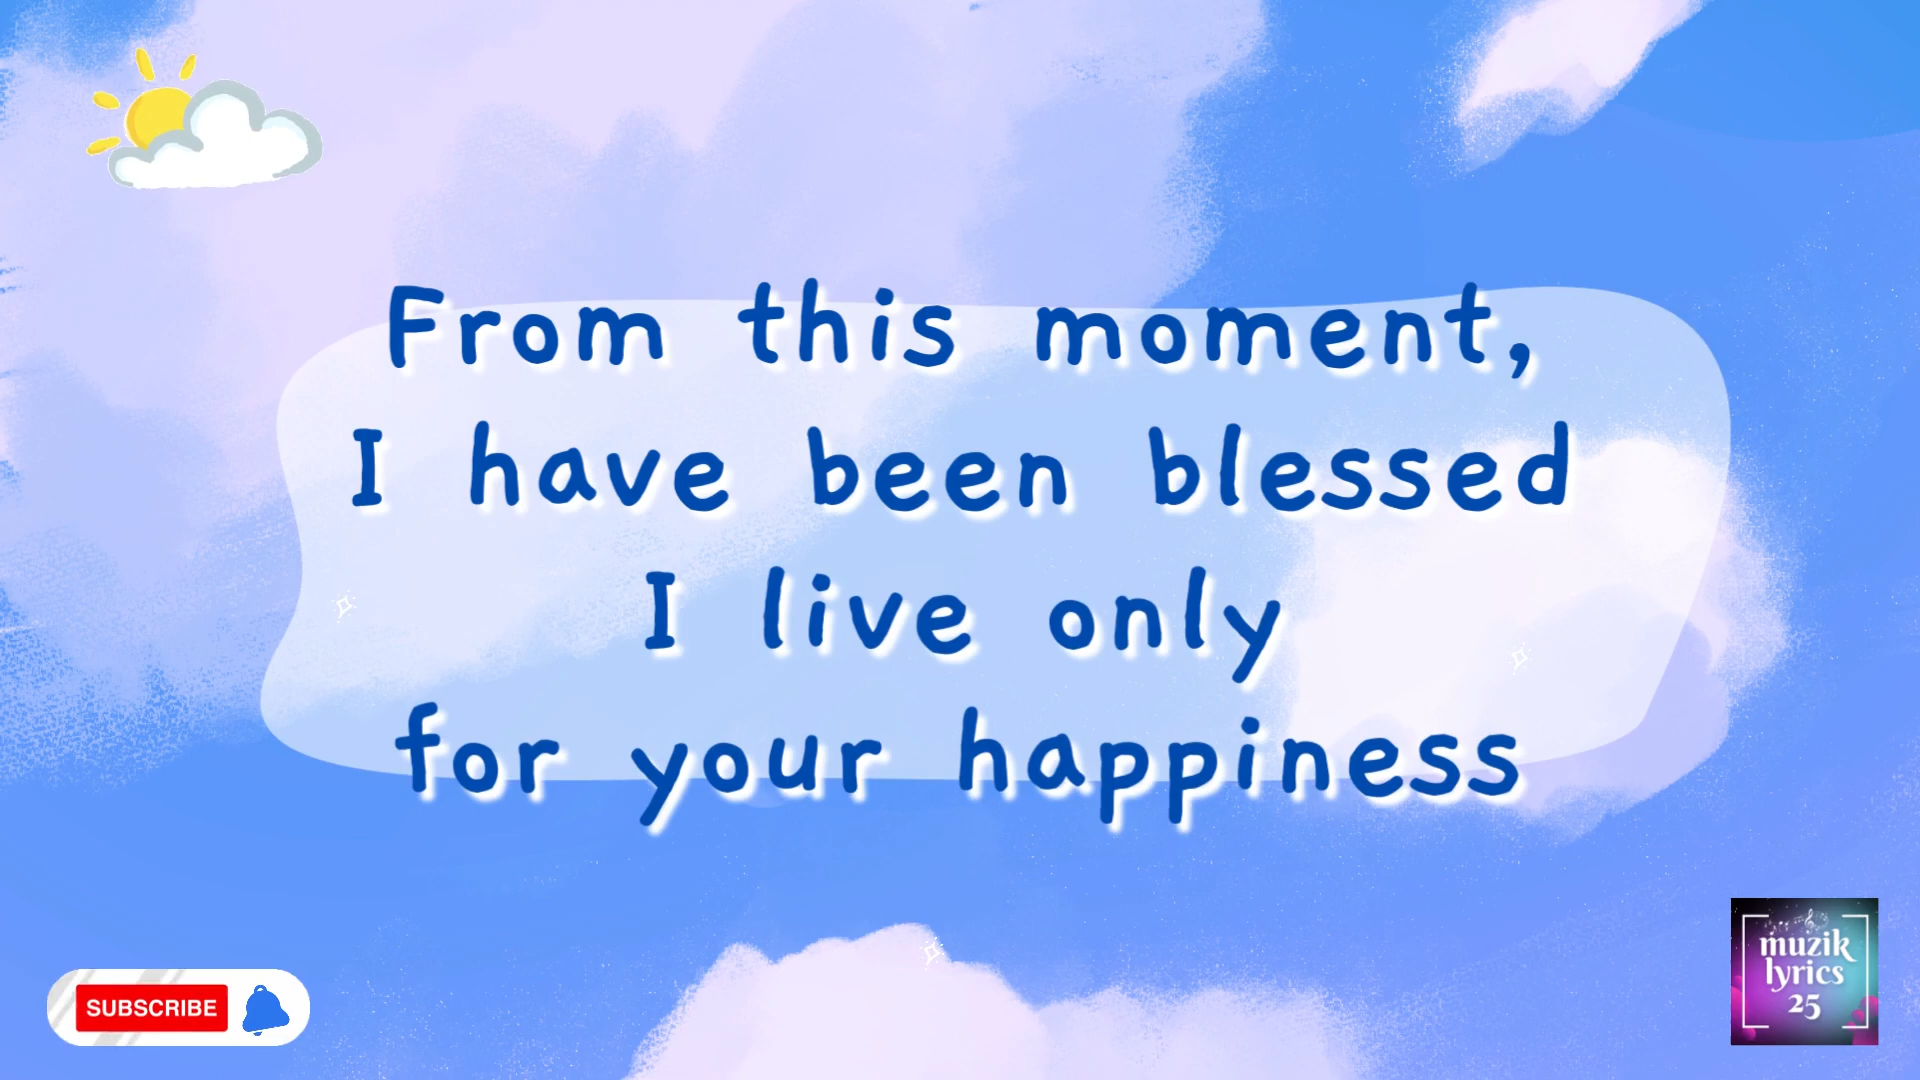 From this moment,
I have been blessed
I live only
for your happiness
SUBSCRIBE
muzik
lyrics
25